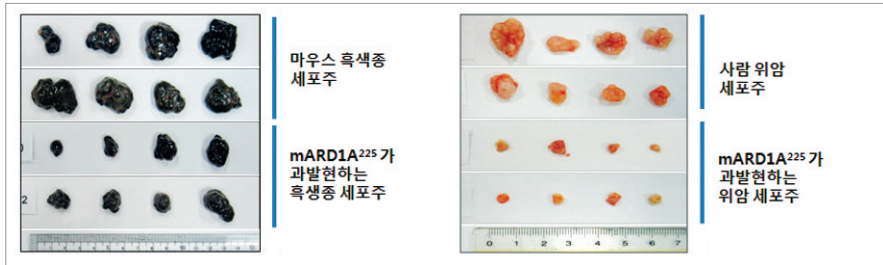 마우스 흑색종
세포주
mARD1A²²⁵ 가
과발현하는
흑생종 세포주
사람 위암
세포주
mARD1A²²⁵ 가
과발현하는
위암 세포주
2
0 1 2 3 4 5 6 7